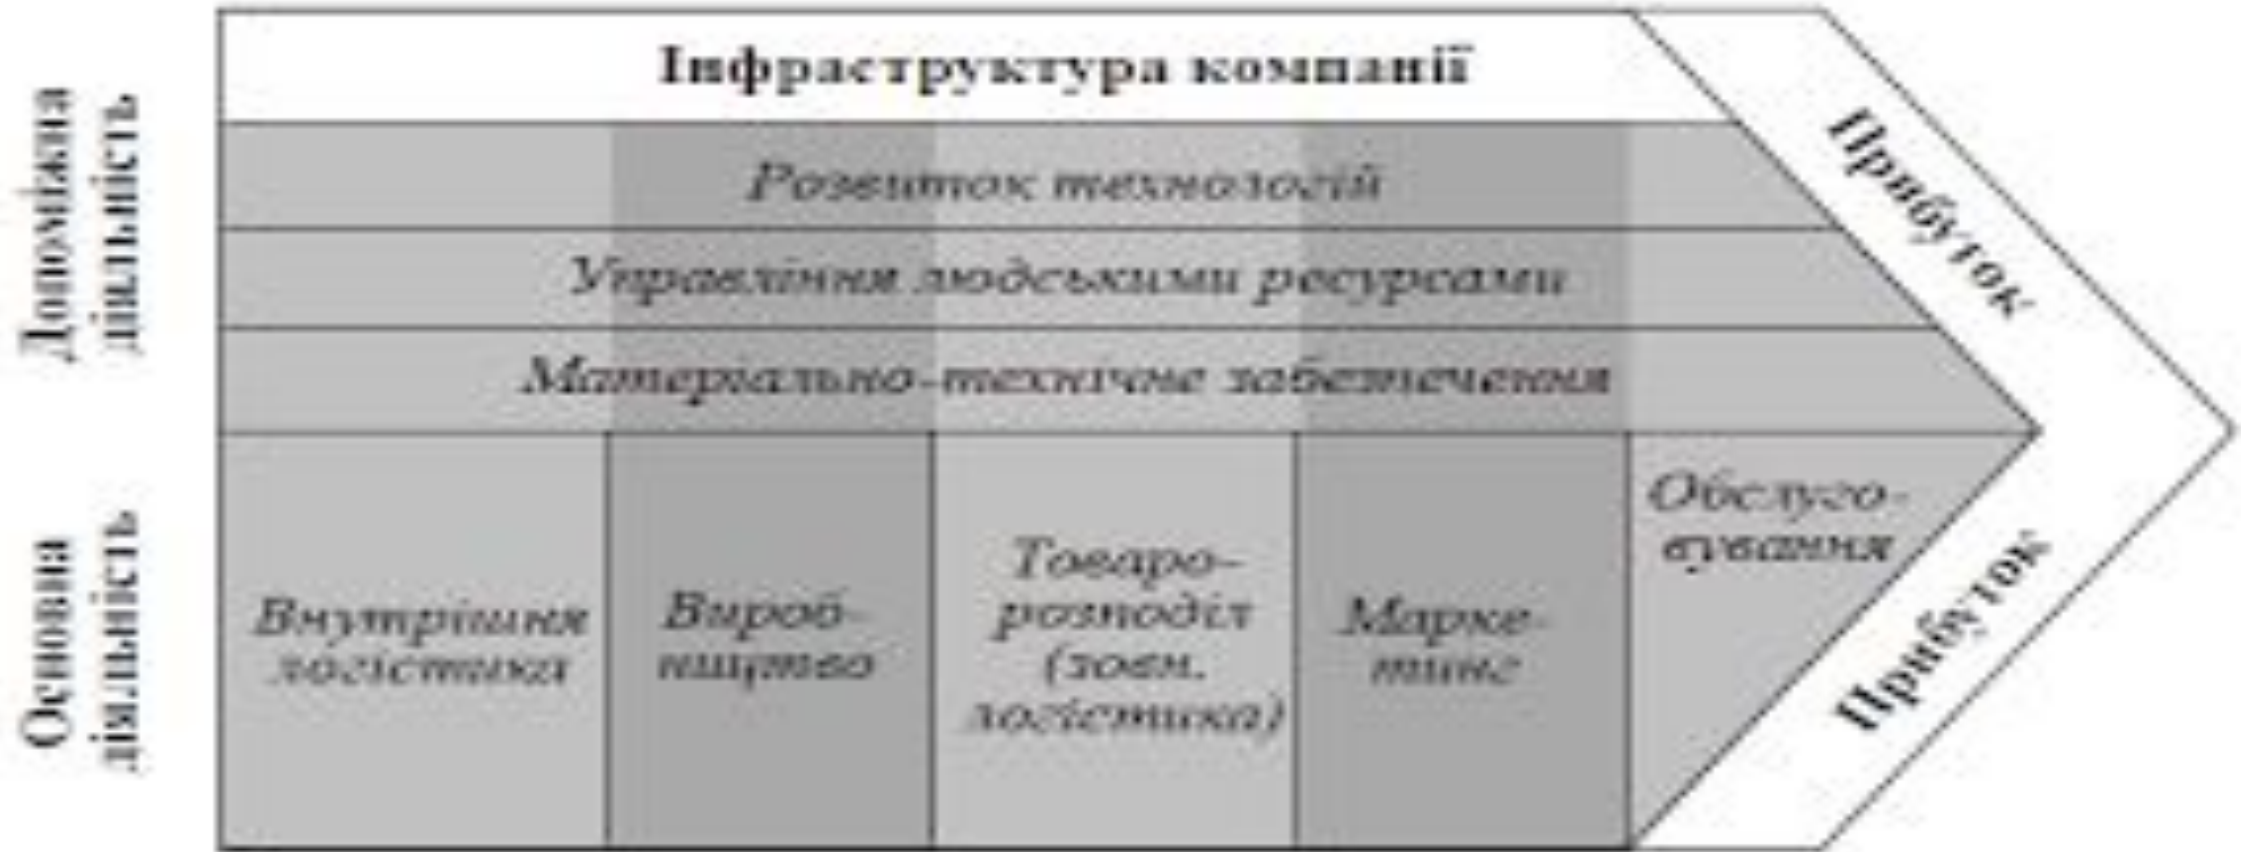 Допоміжна
діяльність
Інфраструктура компанії
Розвиток технологій
Управління людськими ресурсами
Матеріально-технічне забезпечення
Прибуток
Основна
діяльність
Внутрішня
логістика
Вироб-
ництво
Товаро-
розподіл
(зовн.
логістика)
Марке-
тинг
Обслуго-
вування
Прибуток